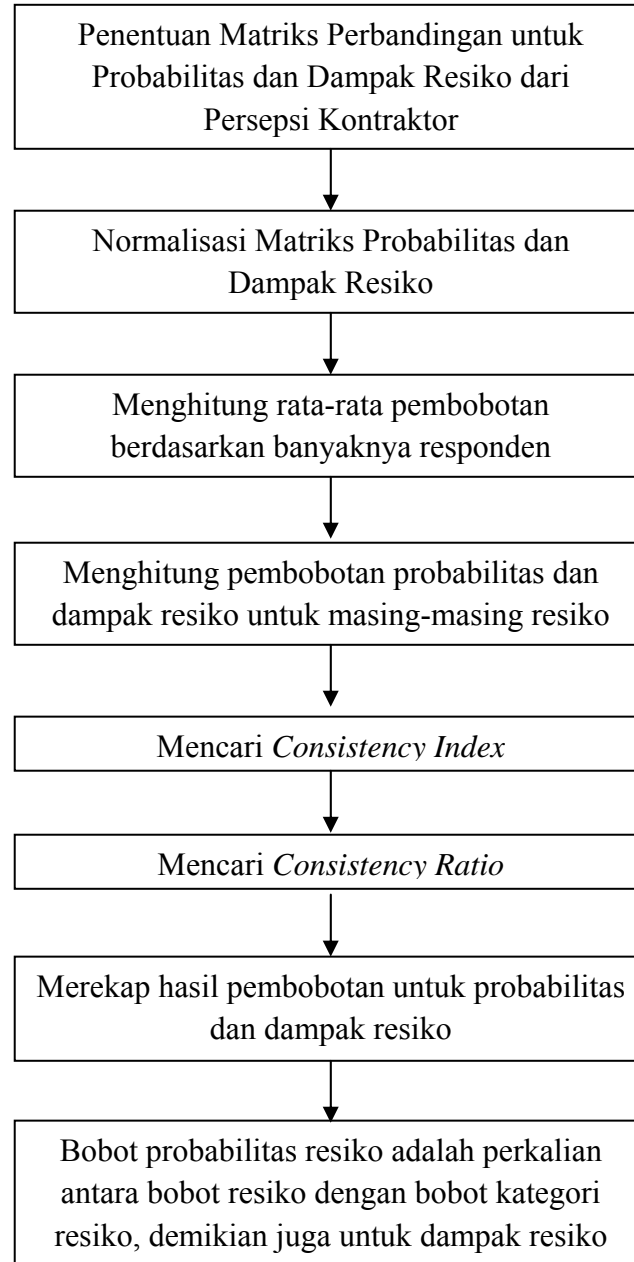 Penentuan Matriks Perbandingan untuk
Probabilitas dan Dampak Resiko dari
Persepsi Kontraktor
Normalisasi Matriks Probabilitas dan
Dampak Resiko
Menghitung rata-rata pembobotan
berdasarkan banyaknya responden
Menghitung pembobotan probabilitas dan
dampak resiko untuk masing-masing resiko
Mencari Consistency Index
Mencari Consistency Ratio
Merekap hasil pembobotan untuk probabilitas
dan dampak resiko
Bobot probabilitas resiko adalah perkalian
antara bobot resiko dengan bobot kategori
resiko, demikian juga untuk dampak resiko